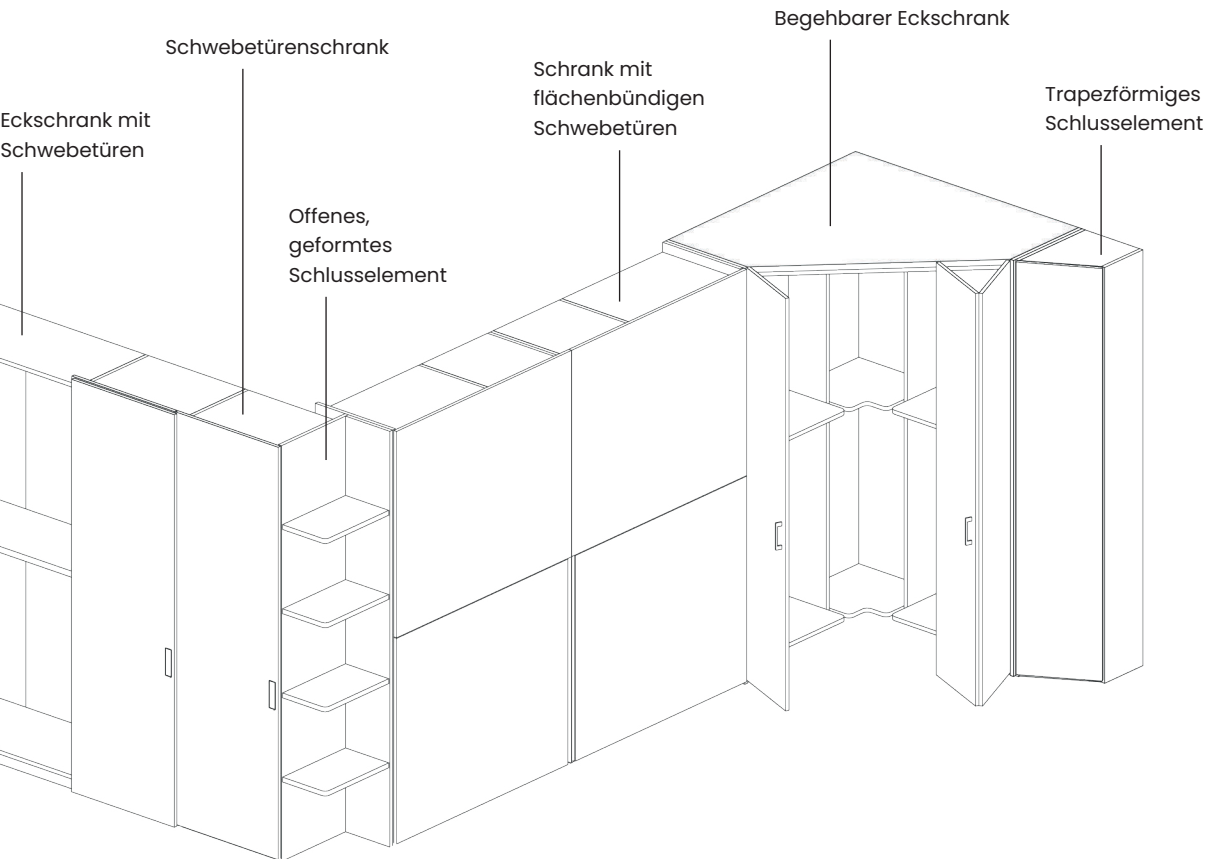 Eckschrank mit
Schwebetüren
Schwebetürenschrank
Offenes,
geformtes
Schlusselement
Schrank mit
flächenbündigen
Schwebetüren
Begehbarer Eckschrank
Trapezförmiges
Schlusselement